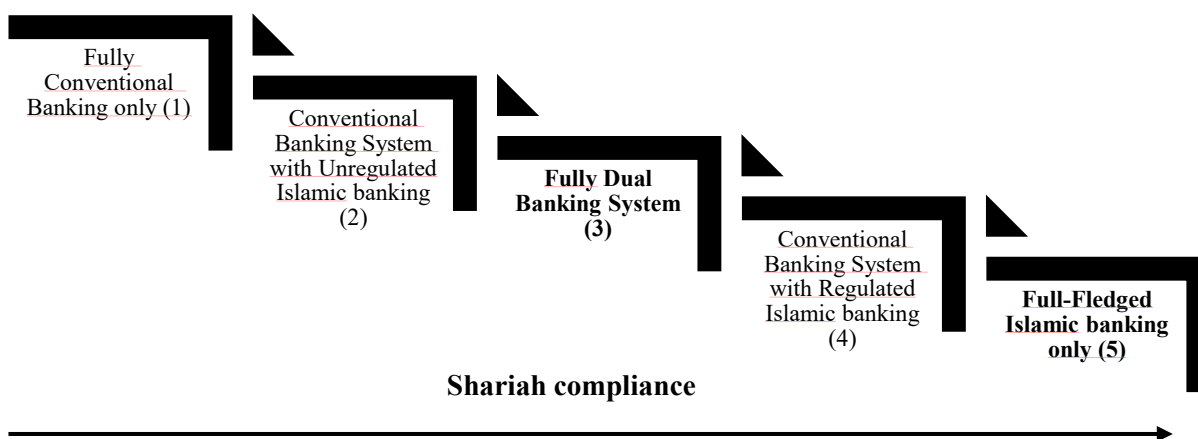 Fully
Conventional
Banking only (1)
Conventional
Banking System
with Unregulated
Islamic banking
(2)
Fully Dual
Banking System
(3)
Conventional
Banking System
with Regulated
Islamic banking
(4)
Full-Fledged
Islamic banking
only (5)
Shariah compliance